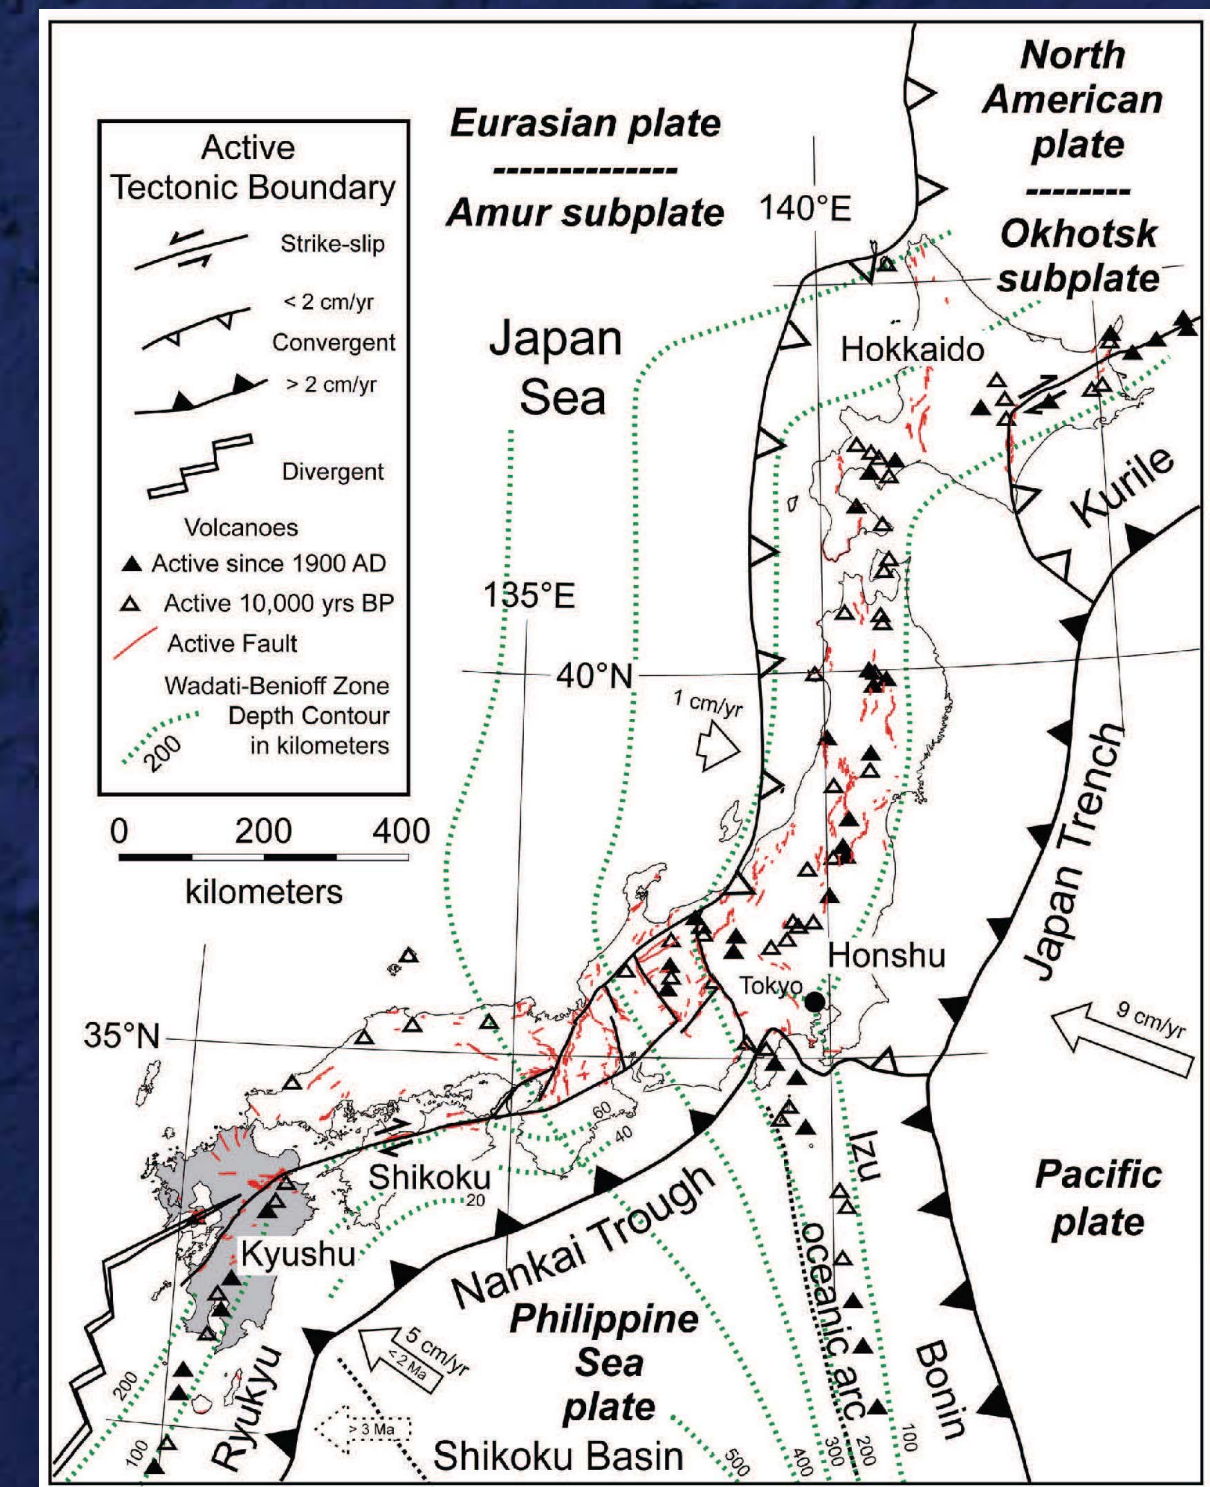 North
American
plate
--------
Okhotsk
subplate
Eurasian plate
--------------
Amur subplate
140°E
Active
Tectonic Boundary
Strike-slip
< 2 cm/yr
Convergent
> 2 cm/yr
Divergent
Volcanoes
Active since 1900 AD
Active 10,000 yrs BP
Active Fault
Wadati-Benioff Zone
Depth Contour
in kilometers
200
0 200 400
kilometers
Japan
Sea
Hokkaido
Kurile
135°E
40°N
1 cm/yr
Japan Trench
Honshu
Tokyo
9 cm/yr
35°N
60
40
20
Shikoku
Kyushu
Nankai Trough
Izu
oceanic arc
Bonin
Pacific
plate
Philippine
Sea
plate
5 cm/yr
< 2 Ma
> 3 Ma
Shikoku Basin
Ryukyu
200
100
500
400
300
200
100